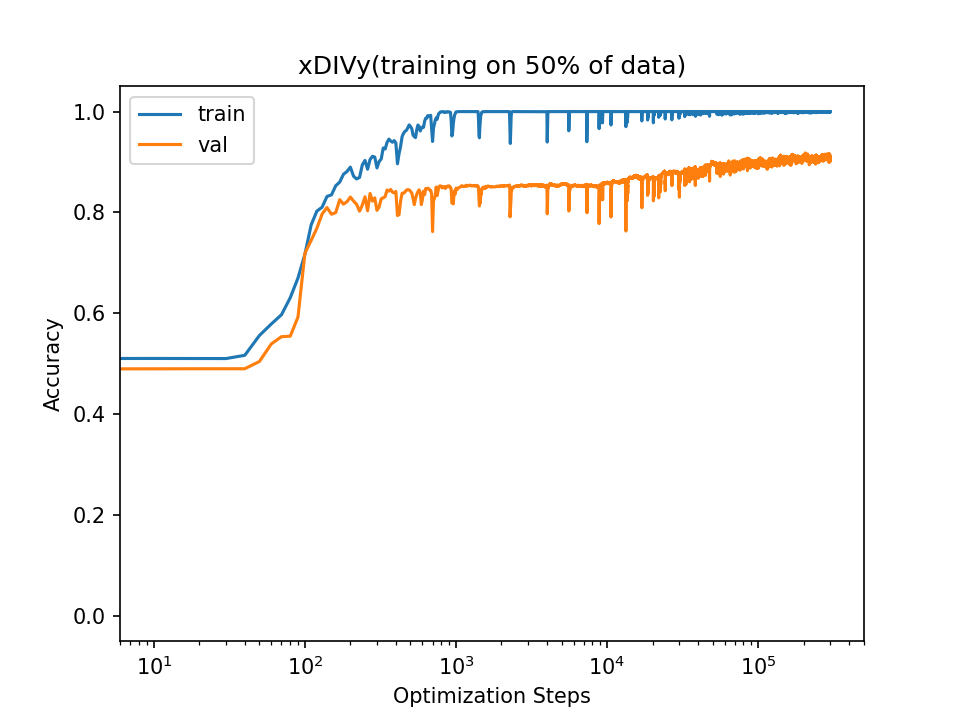 xDIVy(training on 50% of data)
train
val
1.0
0.8
0.6
0.4
0.2
0.0
Accuracy
10¹ 10² 10³ 10⁴ 10⁵
Optimization Steps